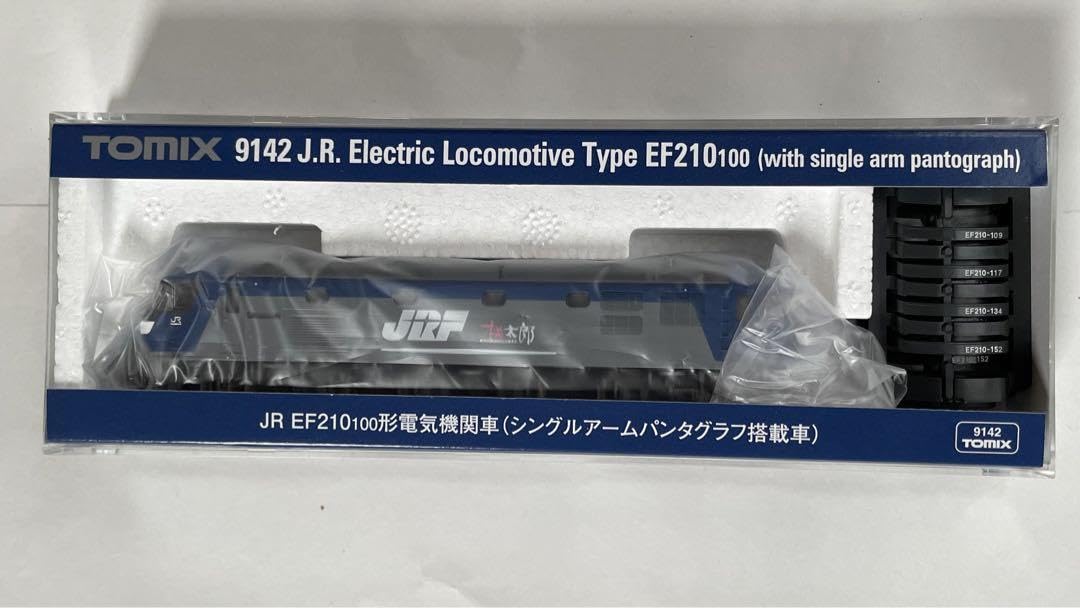 TOMIX 9142 J.R. Electric Locomotive Type EF210100 (with single arm pantograph)
EF210-109
EF210-117
EF210-134
EF210-152
JR
JRF
太郎
JR EF210100形電気機関車(シングルアームパンタグラフ搭載車)
9142
TOMIX